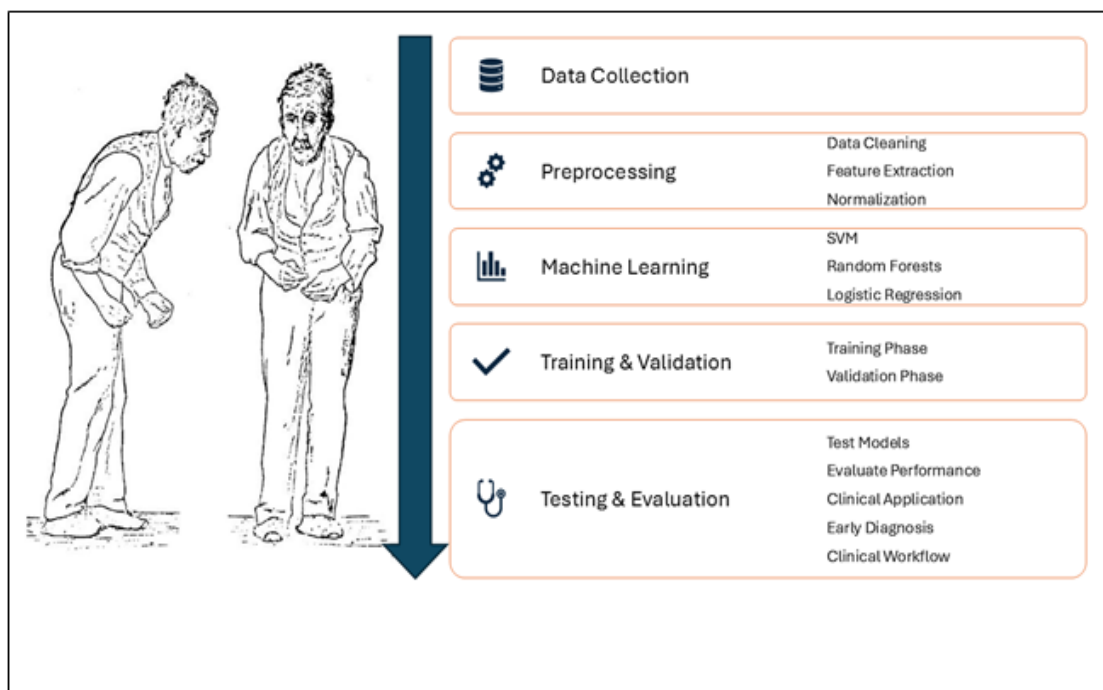 Data Collection
Preprocessing
Data Cleaning
Feature Extraction
Normalization
Machine Learning
SVM
Random Forests
Logistic Regression
Training & Validation
Training Phase
Validation Phase
Testing & Evaluation
Test Models
Evaluate Performance
Clinical Application
Early Diagnosis
Clinical Workflow